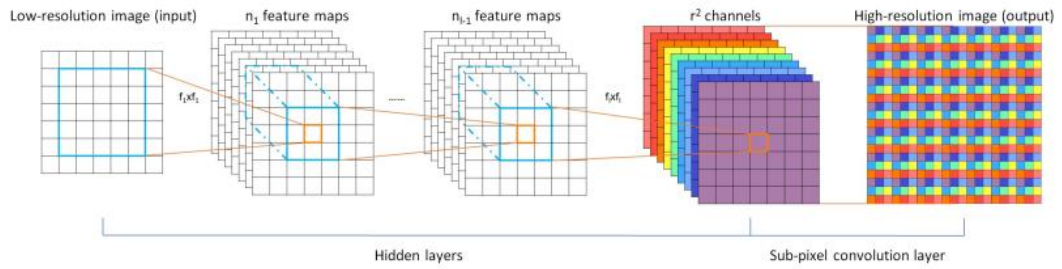 Low-resolution image (input)
n₁ feature maps
nₗ₋₁ feature maps
r² channels
High-resolution image (output)
f₁xf₁
........
fₗxfₗ
Hidden layers
Sub-pixel convolution layer